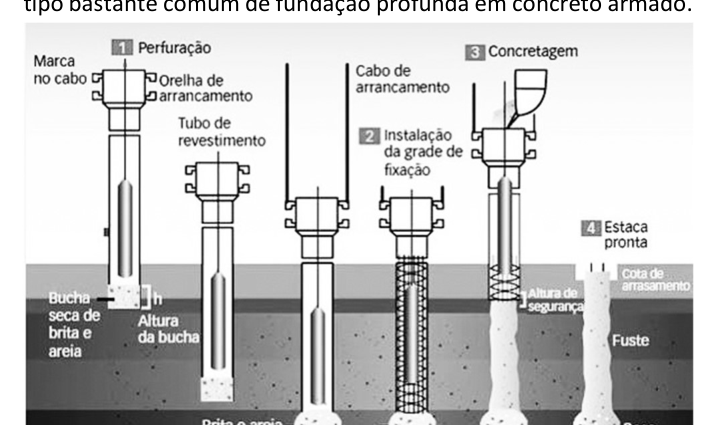 tipo bastante comum de fundação profunda em concreto armado.
1 Perfuração
Marca
no cabo
Orelha de
arrancamento
Tubo de
revestimento
Cabo de
arrancamento
2 Instalação
da grade de
fixação
3 Concretagem
4 Estaca
pronta
Cota de
arrasamento
Bucha
seca de
brita e
areia
h
Altura
da bucha
Altura de
segurança
Fuste
Brita e areia